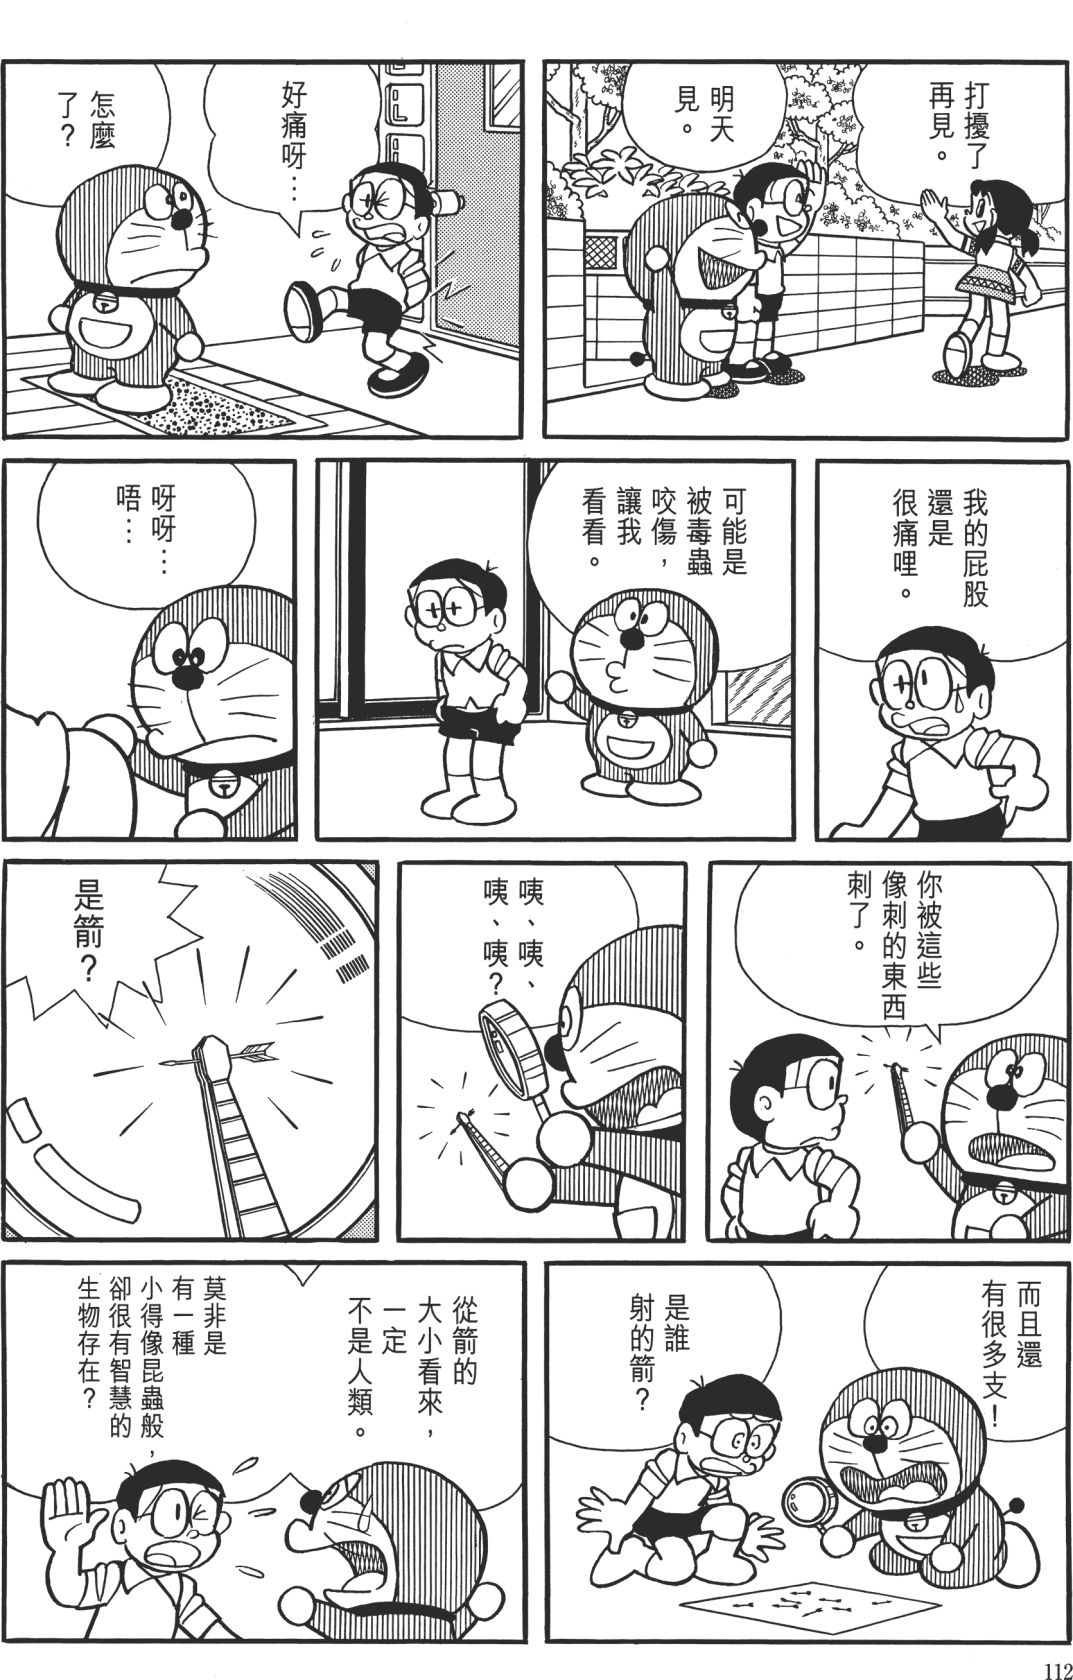 打擾了
再見。
明天
見。
好痛呀…
怎麼
了？
我的屁股
還是
很痛哩。
可能是
被毒蟲
咬傷，
讓我
看看。
呀呀…
唔…
你被這些
像刺的東西
刺了。
咦、咦、
咦、咦？
是箭？
而且還
有很多支！
是誰
射的箭？
從箭的
大小看來，
一定
不是人類。
莫非是
有一種
小得像昆蟲般，
卻很有智慧的
生物存在？
112